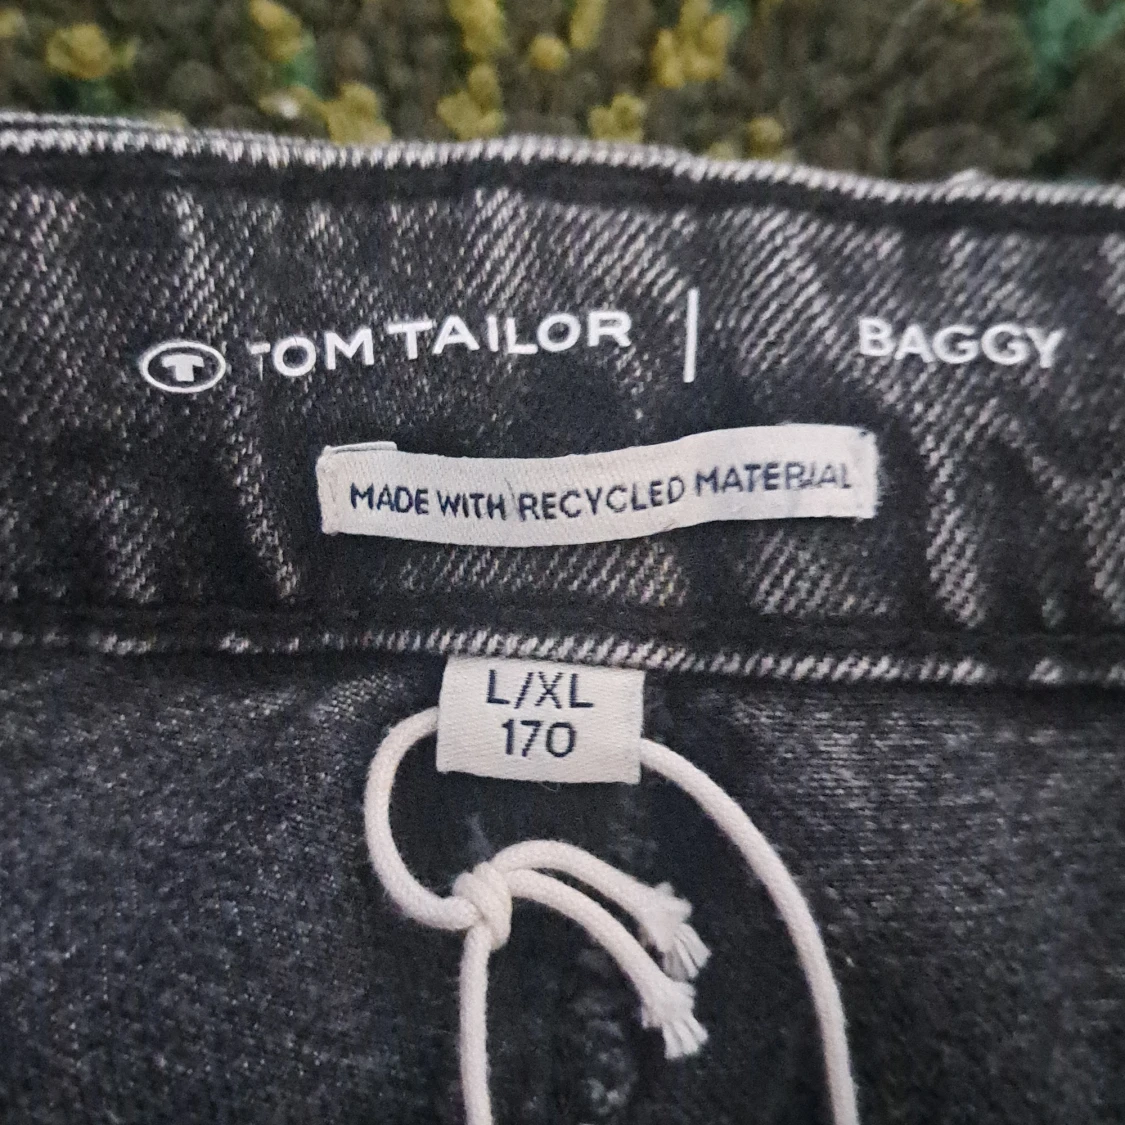 TOM TAILOR | BAGGY
MADE WITH RECYCLED MATERIAL
L/XL
170